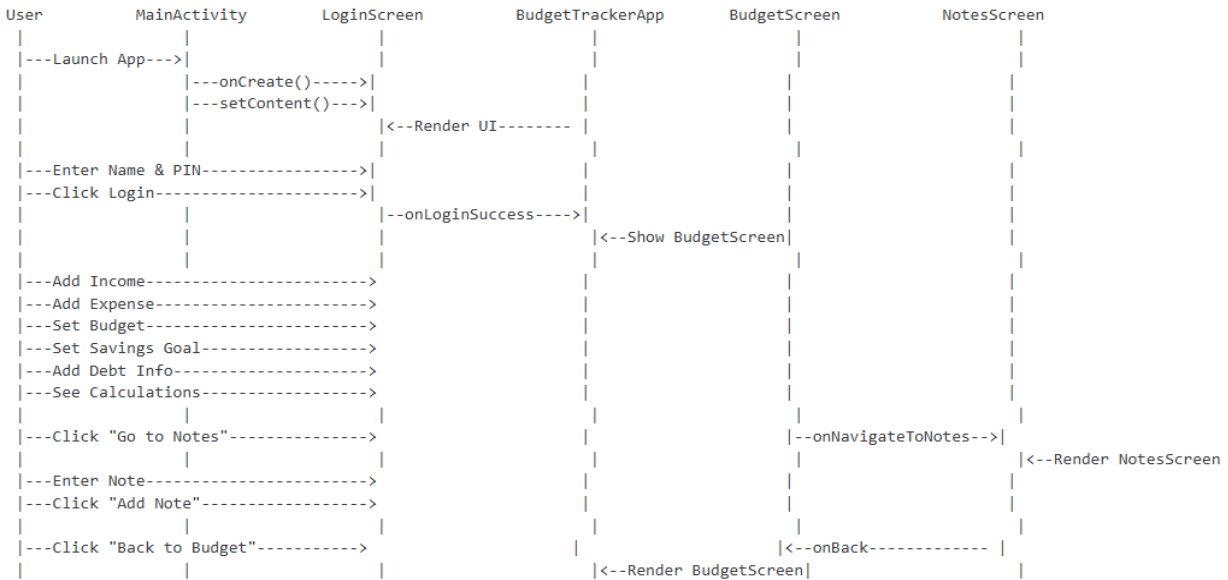 User MainActivity LoginScreen BudgetTrackerApp BudgetScreen NotesScreen
| | | | | |
|---Launch App--->| | | | |
| |---onCreate()----->| | | |
| |---setContent()--->| | | |
| | |<--Render UI-------- | | |
| | | | | |
|---Enter Name & PIN----------------->| | | |
|---Click Login---------------------->| | | |
| | |--onLoginSuccess---->| | |
| | | |<--Show BudgetScreen| |
| | | | | |
|---Add Income------------------------> | | |
|---Add Expense-----------------------> | | |
|---Set Budget------------------------> | | |
|---Set Savings Goal------------------> | | |
|---Add Debt Info---------------------> | | |
|---See Calculations------------------> | | |
| | | | | |
|---Click "Go to Notes"---------------> | |--onNavigateToNotes-->|
| | | | | |<--Render NotesScreen
|---Enter Note------------------------> | | |
|---Click "Add Note"------------------> | | |
| | | | | |
|---Click "Back to Budget"-----------> | |<--onBack------------- |
| | | |<--Render BudgetScreen| |